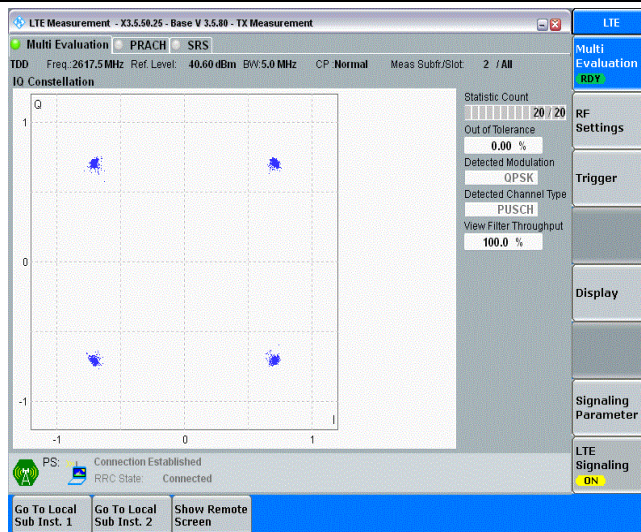 LTE Measurement - X3.5.50.25 - Base V 3.5.80 - TX Measurement
LTE
Multi Evaluation PRACH SRS
Multi
Evaluation
RDY
TDD Freq.:2617.5 MHz Ref. Level: 40.60 dBm BW:5.0 MHz CP :Normal Meas Subfr./Slot: 2 / All
IQ Constellation
Q
1
0
-1
I
-1
0
1
Statistic Count
20 / 20
Out of Tolerance
0.00 %
Detected Modulation
QPSK
Detected Channel Type
PUSCH
View Filter Throughput
100.0 %
RF
Settings
Trigger
Display
Signaling
Parameter
LTE
Signaling
ON
PS: Connection Established
RRC State: Connected
Go To Local
Sub Inst. 1
Go To Local
Sub Inst. 2
Show Remote
Screen